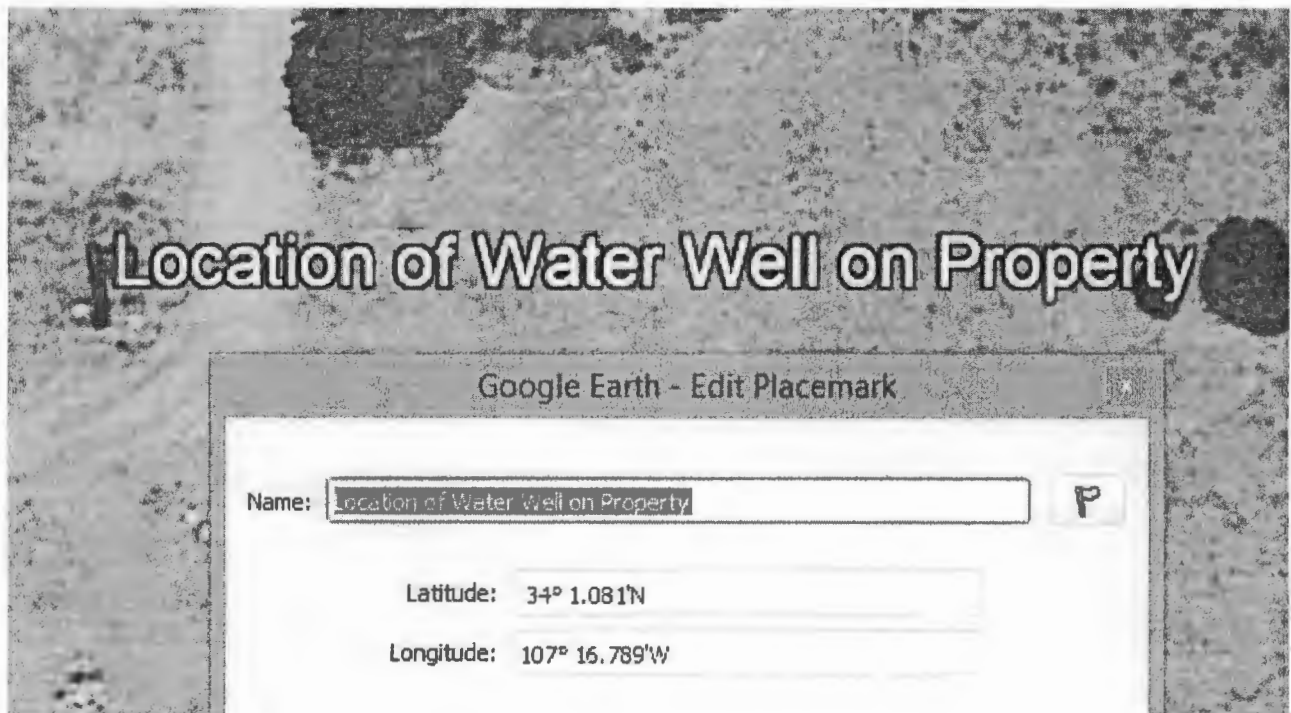 Location of Water Well on Property
Google Earth - Edit Placemark
Name: Location of Water Well on Property
Latitude: 34° 1.081'N
Longitude: 107° 16.789'W